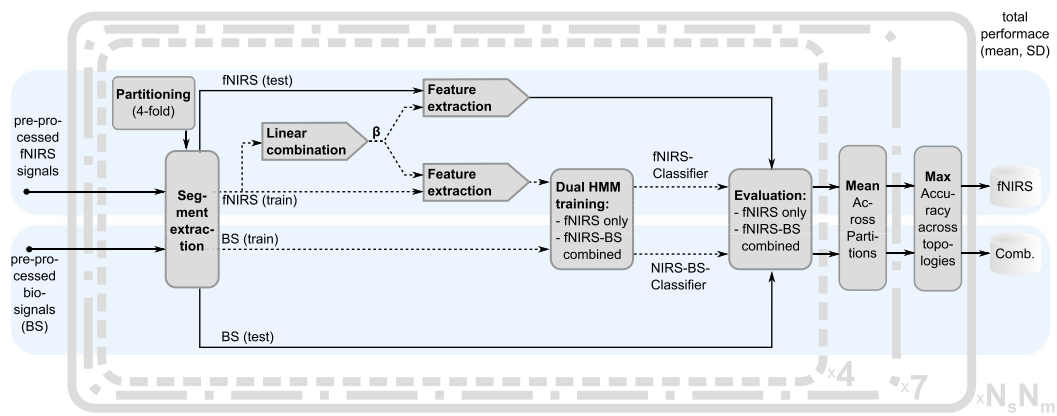 total
performace
(mean, SD)
Partitioning
(4-fold)
fNIRS (test)
Feature
extraction
pre-pro-
cessed
fNIRS
signals
Linear
combination
β
Feature
extraction
fNIRS (train)
Seg-
ment
extrac-
tion
Dual HMM
training:
- fNIRS only
- fNIRS-BS
combined
fNIRS-
Classifier
Evaluation:
- fNIRS only
- fNIRS-BS
combined
Mean
Ac-
ross
Parti-
tions
Max
Accu-
racy
across
topo-
logies
fNIRS
BS (train)
NIRS-BS-
Classifier
Comb.
pre-pro-
cessed
bio-
signals
(BS)
BS (test)
x4
x7
xNsNm